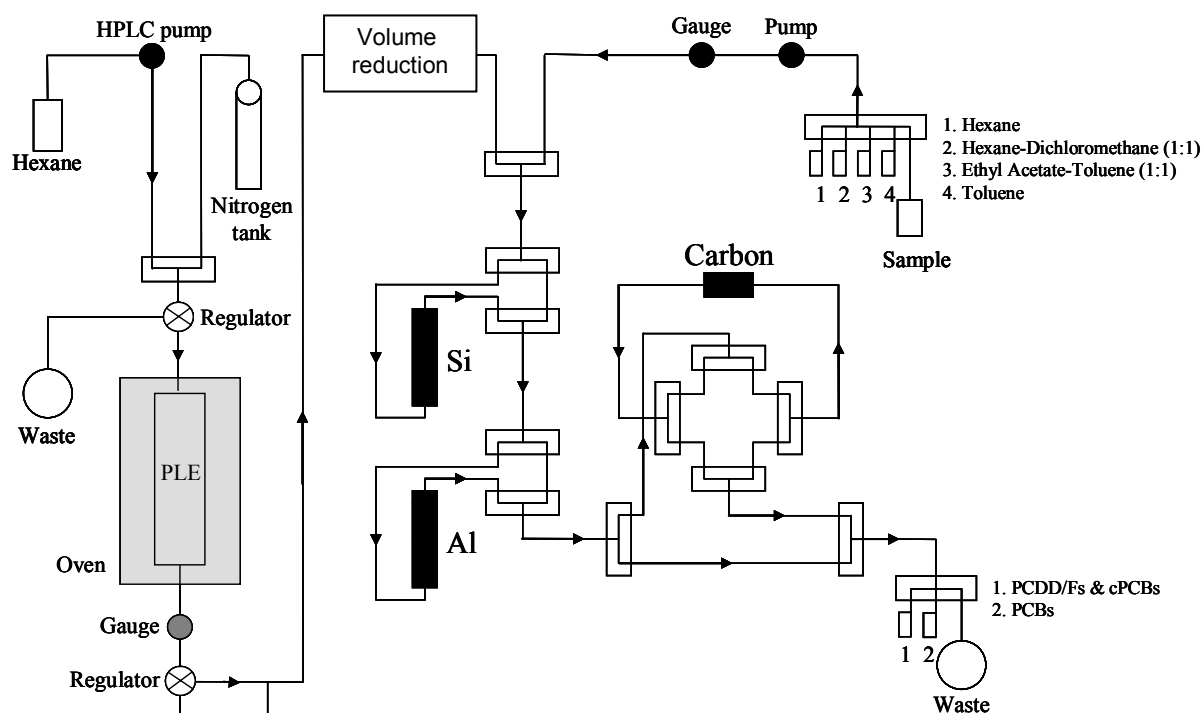 HPLC pump
Hexane
Nitrogen
tank
Regulator
Waste
PLE
Oven
Gauge
Regulator
Volume
reduction
Gauge
Pump
1. Hexane
2. Hexane-Dichloromethane (1:1)
3. Ethyl Acetate-Toluene (1:1)
4. Toluene
1 2 3 4
Sample
Si
Al
Carbon
1. PCDD/Fs & cPCBs
2. PCBs
1 2
Waste